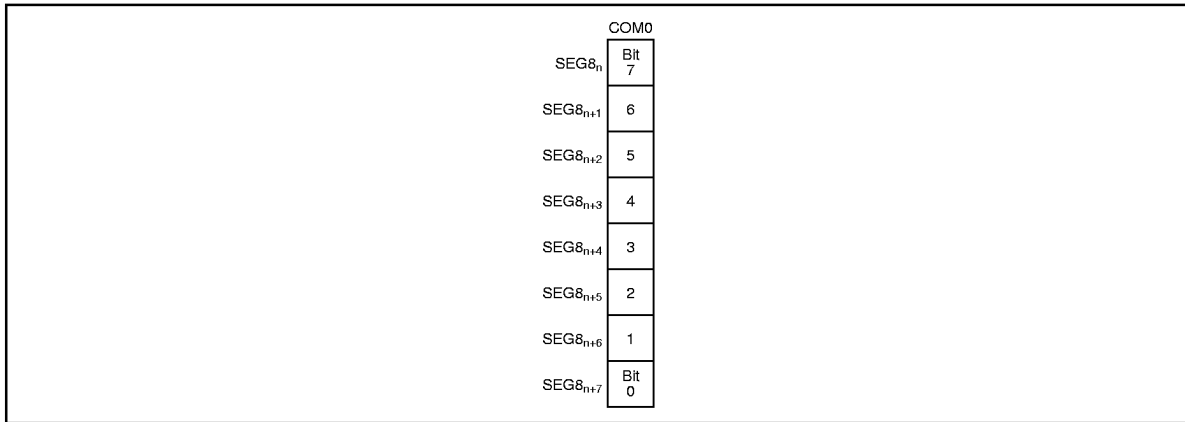 COM0
SEG8n Bit 7
SEG8n+1 6
SEG8n+2 5
SEG8n+3 4
SEG8n+4 3
SEG8n+5 2
SEG8n+6 1
SEG8n+7 Bit 0